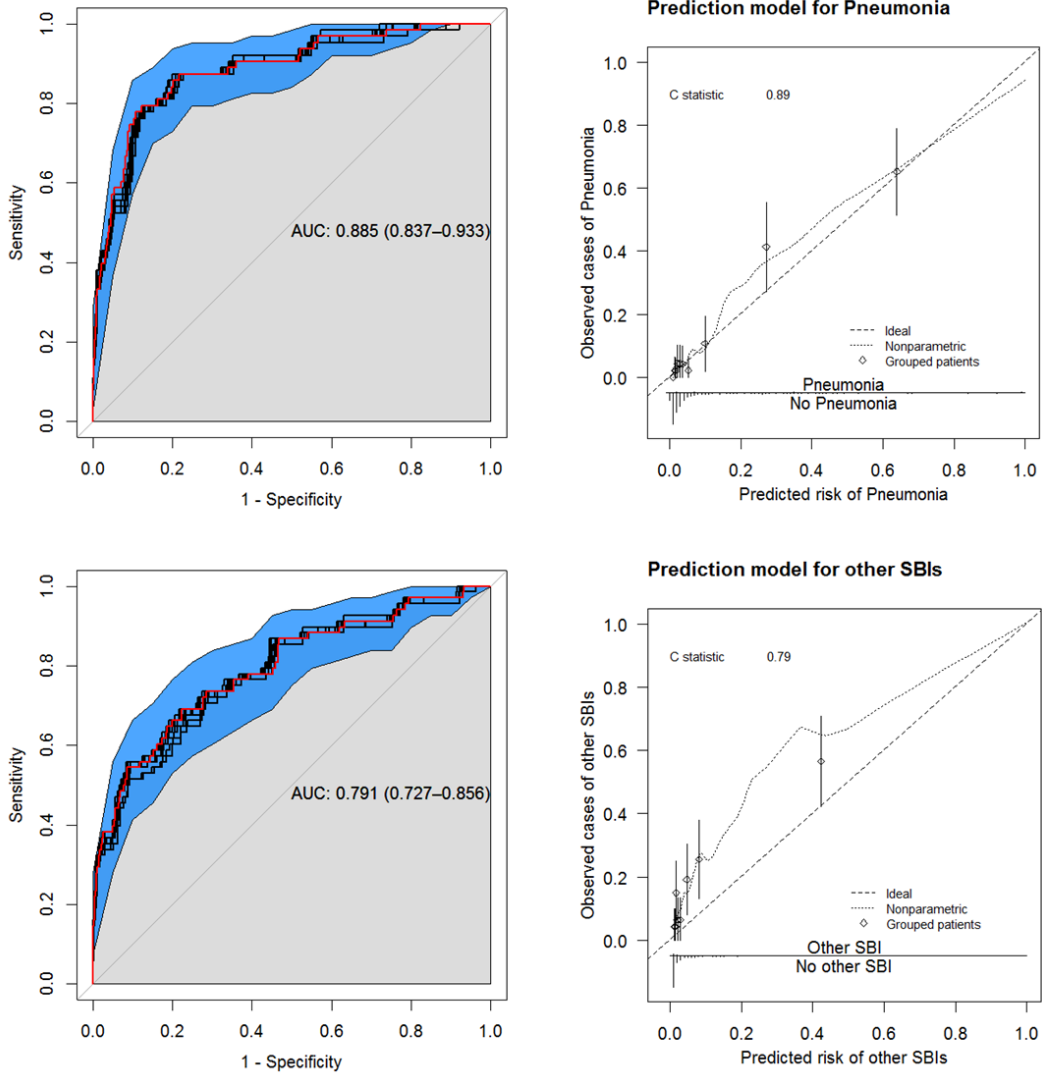 1.0
0.8
0.6
0.4
0.2
0.0
Sensitivity
AUC: 0.885 (0.837–0.933)
0.0 0.2 0.4 0.6 0.8 1.0
1 - Specificity
Prediction model for Pneumonia
1.0
0.8
0.6
0.4
0.2
0.0
Observed cases of Pneumonia
C statistic 0.89
Ideal
Nonparametric
Grouped patients
Pneumonia
No Pneumonia
0.0 0.2 0.4 0.6 0.8 1.0
Predicted risk of Pneumonia
1.0
0.8
0.6
0.4
0.2
0.0
Sensitivity
AUC: 0.791 (0.727–0.856)
0.0 0.2 0.4 0.6 0.8 1.0
1 - Specificity
Prediction model for other SBIs
1.0
0.8
0.6
0.4
0.2
0.0
Observed cases of other SBIs
C statistic 0.79
Ideal
Nonparametric
Grouped patients
Other SBI
No other SBI
0.0 0.2 0.4 0.6 0.8 1.0
Predicted risk of other SBIs